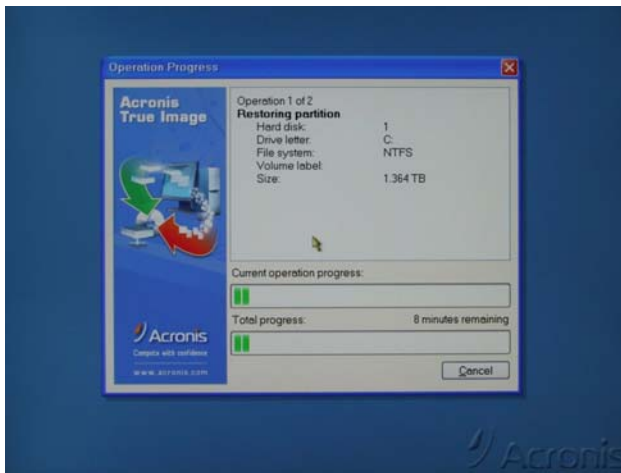 Operation Progress
Acronis
True Image
Operation 1 of 2
Restoring partition
Hard disk: 1
Drive letter: C:
File system: NTFS
Volume label:
Size: 1.364 TB
Current operation progress:
Total progress: 8 minutes remaining
Acronis
Compute with confidence
www.acronis.com
Cancel
Acronis